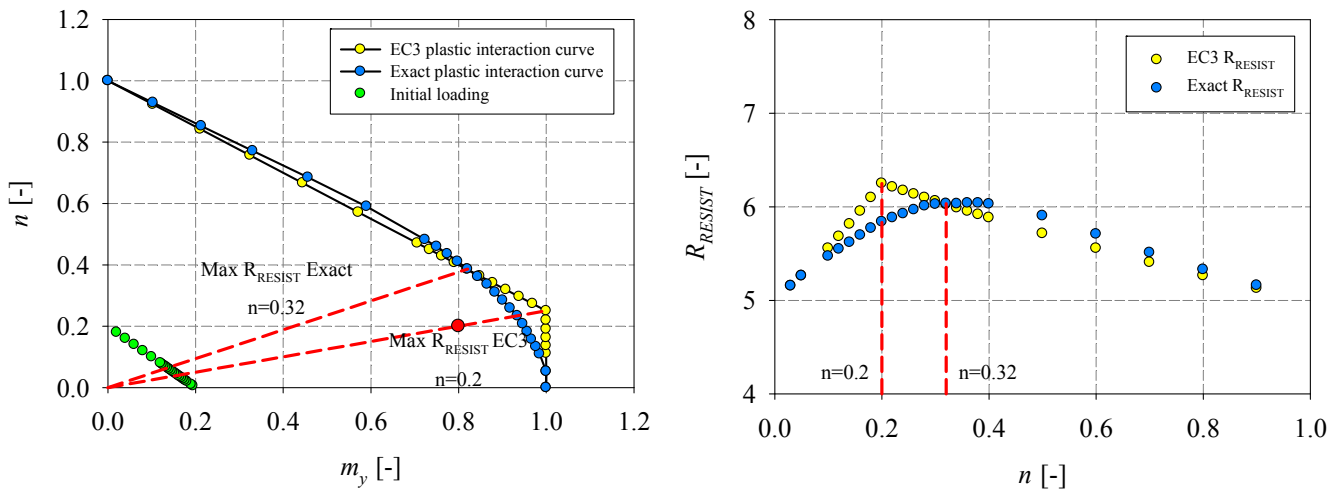 1.2
1.0
0.8
0.6
0.4
0.2
0.0
n [-]
EC3 plastic interaction curve
Exact plastic interaction curve
Initial loading
Max R_RESIST Exact
n=0.32
Max R_RESIST EC3
n=0.2
0.0 0.2 0.4 0.6 0.8 1.0 1.2
m_y [-]
8
7
6
5
4
R_RESIST [-]
EC3 R_RESIST
Exact R_RESIST
n=0.2
n=0.32
0.0 0.2 0.4 0.6 0.8 1.0
n [-]